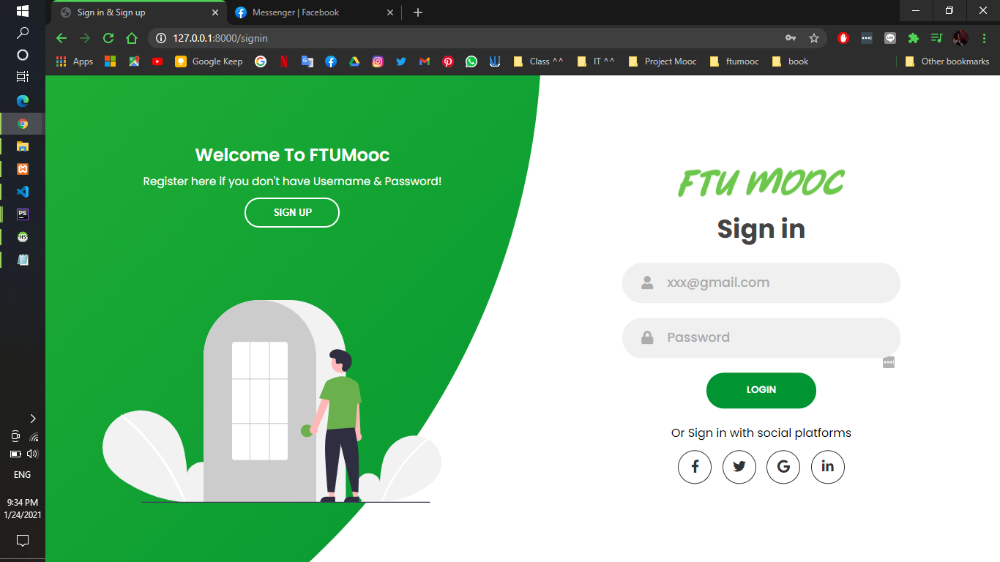 Sign in & Sign up
Messenger | Facebook
127.0.0.1:8000/signin
Apps
Google Keep
Class ^^
IT ^^
Project Mooc
ftumooc
book
Other bookmarks
Welcome To FTUMooc
Register here if you don't have Username & Password!
SIGN UP
FTU MOOC
Sign in
xxx@gmail.com
Password
LOGIN
Or Sign in with social platforms
ENG
9:34 PM
1/24/2021